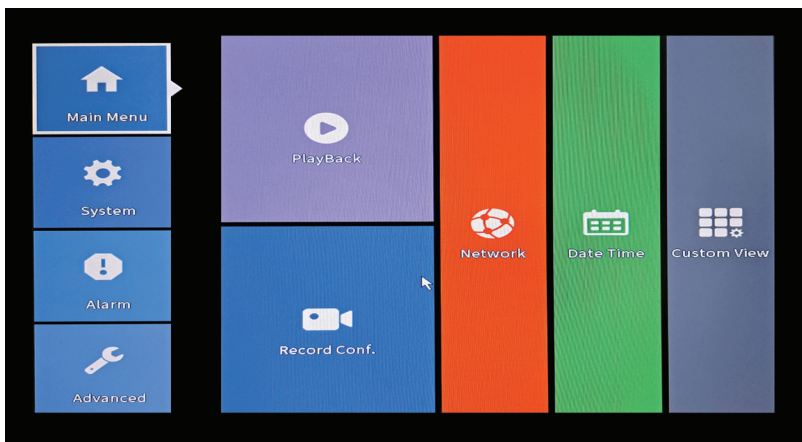 Main Menu
System
Alarm
Advanced
PlayBack
Record Conf.
Network
Date Time
Custom View